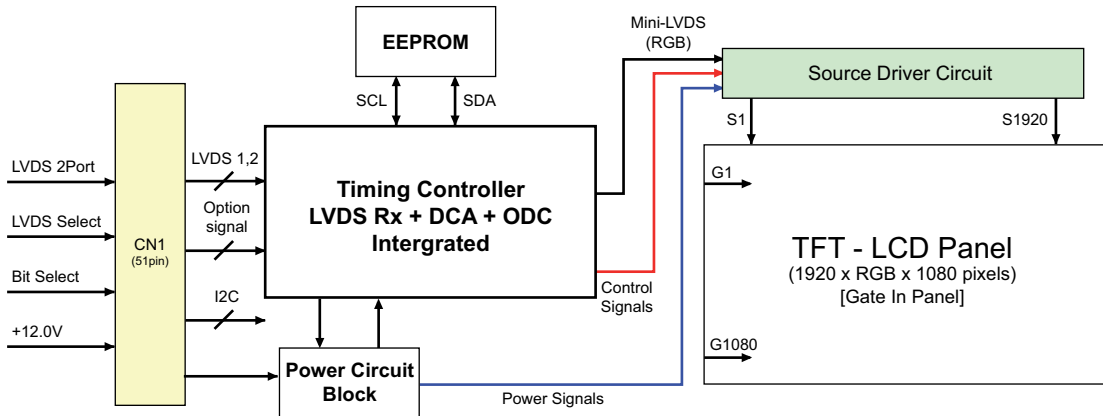 Mini-LVDS
(RGB)
EEPROM
Source Driver Circuit
SCL
SDA
S1
S1920
LVDS 2Port
LVDS 1,2
G1
Timing Controller
LVDS Rx + DCA + ODC
Intergrated
LVDS Select
Option
signal
CN1
(51pin)
TFT - LCD Panel
(1920 x RGB x 1080 pixels)
[Gate In Panel]
Bit Select
I2C
Control
Signals
+12.0V
G1080
Power Circuit
Block
Power Signals